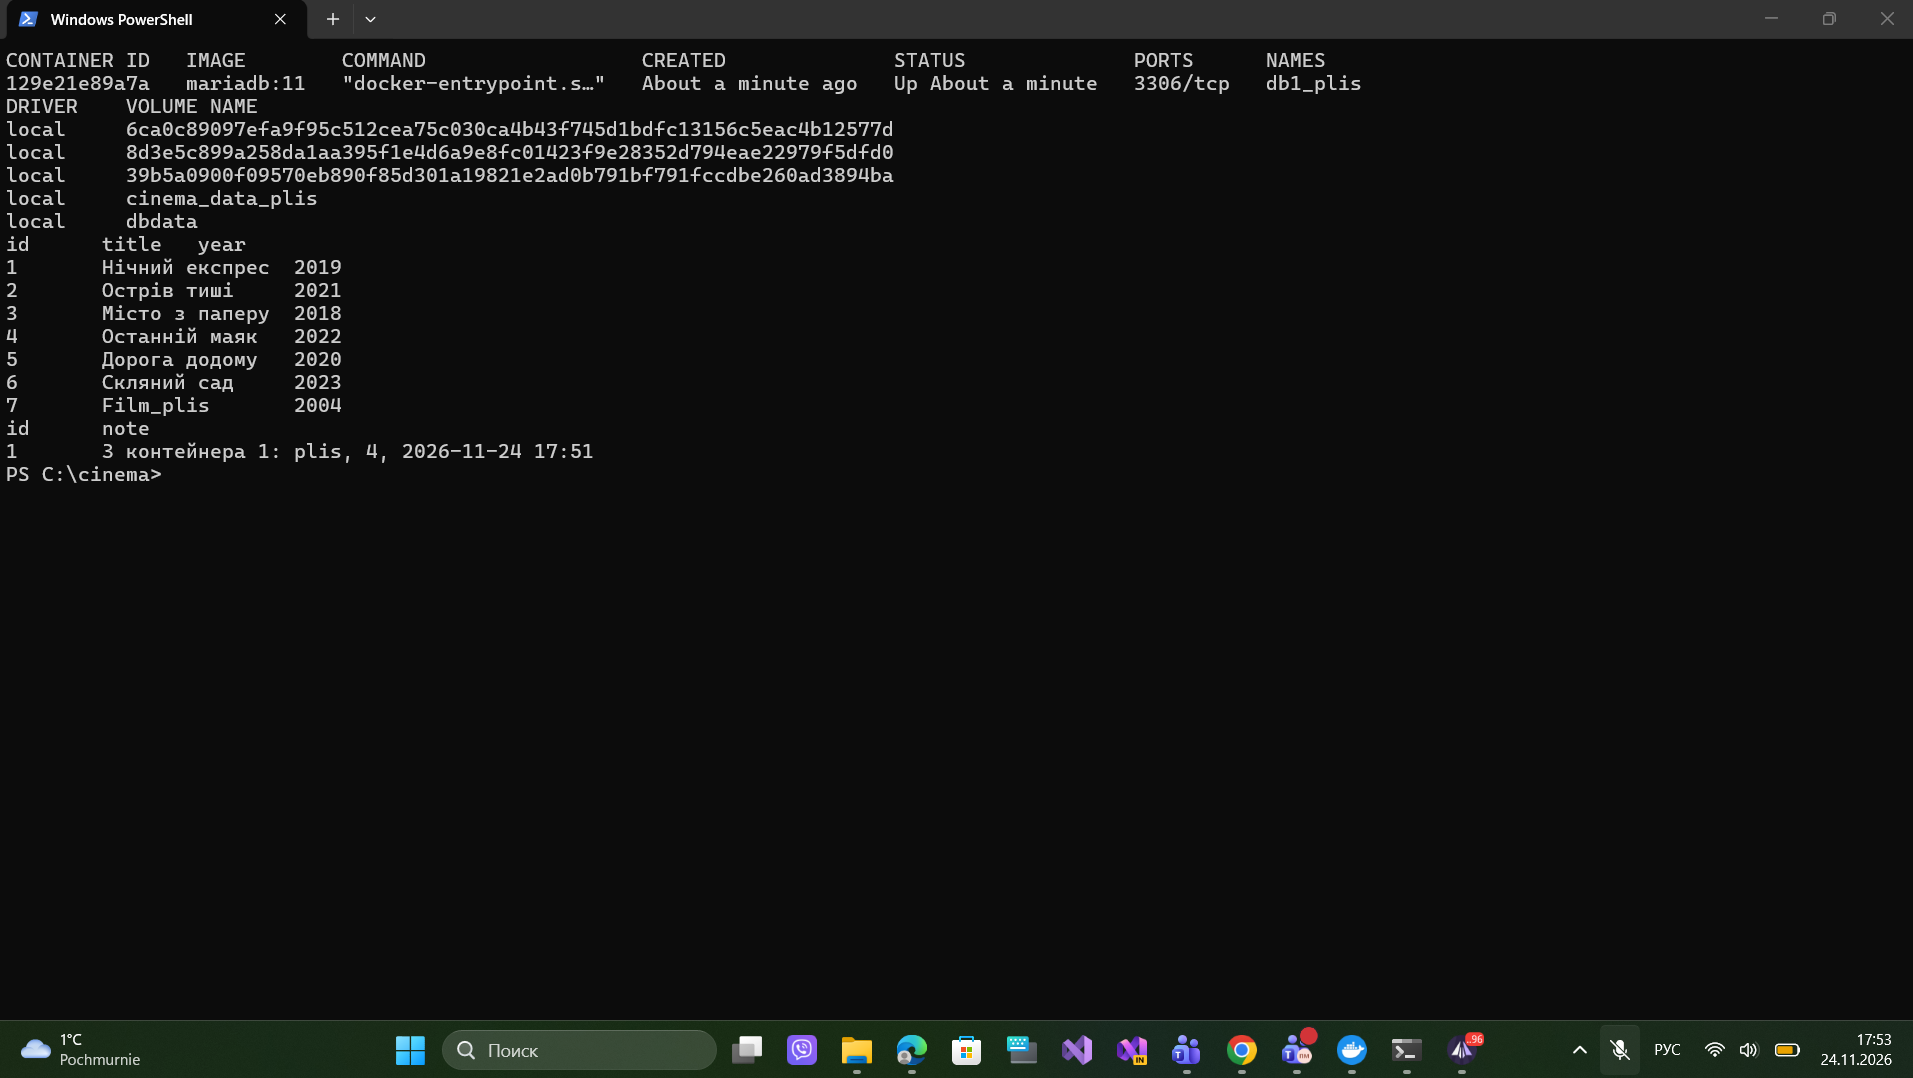 Windows PowerShell
CONTAINER ID   IMAGE        COMMAND                  CREATED              STATUS              PORTS      NAMES
129e21e89a7a   mariadb:11   "docker-entrypoint.s…"   About a minute ago   Up About a minute   3306/tcp   db1_plis
DRIVER    VOLUME NAME
local     6ca0c89097efa9f95c512cea75c030ca4b43f745d1bdfc13156c5eac4b12577d
local     8d3e5c899a258da1aa395f1e4d6a9e8fc01423f9e28352d794eae22979f5dfd0
local     39b5a0900f09570eb890f85d301a19821e2ad0b791bf791fccdbe260ad3894ba
local     cinema_data_plis
local     dbdata
id      title   year
1       Нічний експрес  2019
2       Острів тиші     2021
3       Місто з паперу  2018
4       Останній маяк   2022
5       Дорога додому   2020
6       Скляний сад     2023
7       Film_plis       2004
id      note
1       З контейнера 1: plis, 4, 2026-11-24 17:51
PS C:\cinema>
1°C
Pochmurnie
Поиск
IN
T
T
ПМ
..96
РУС
17:53
24.11.2026